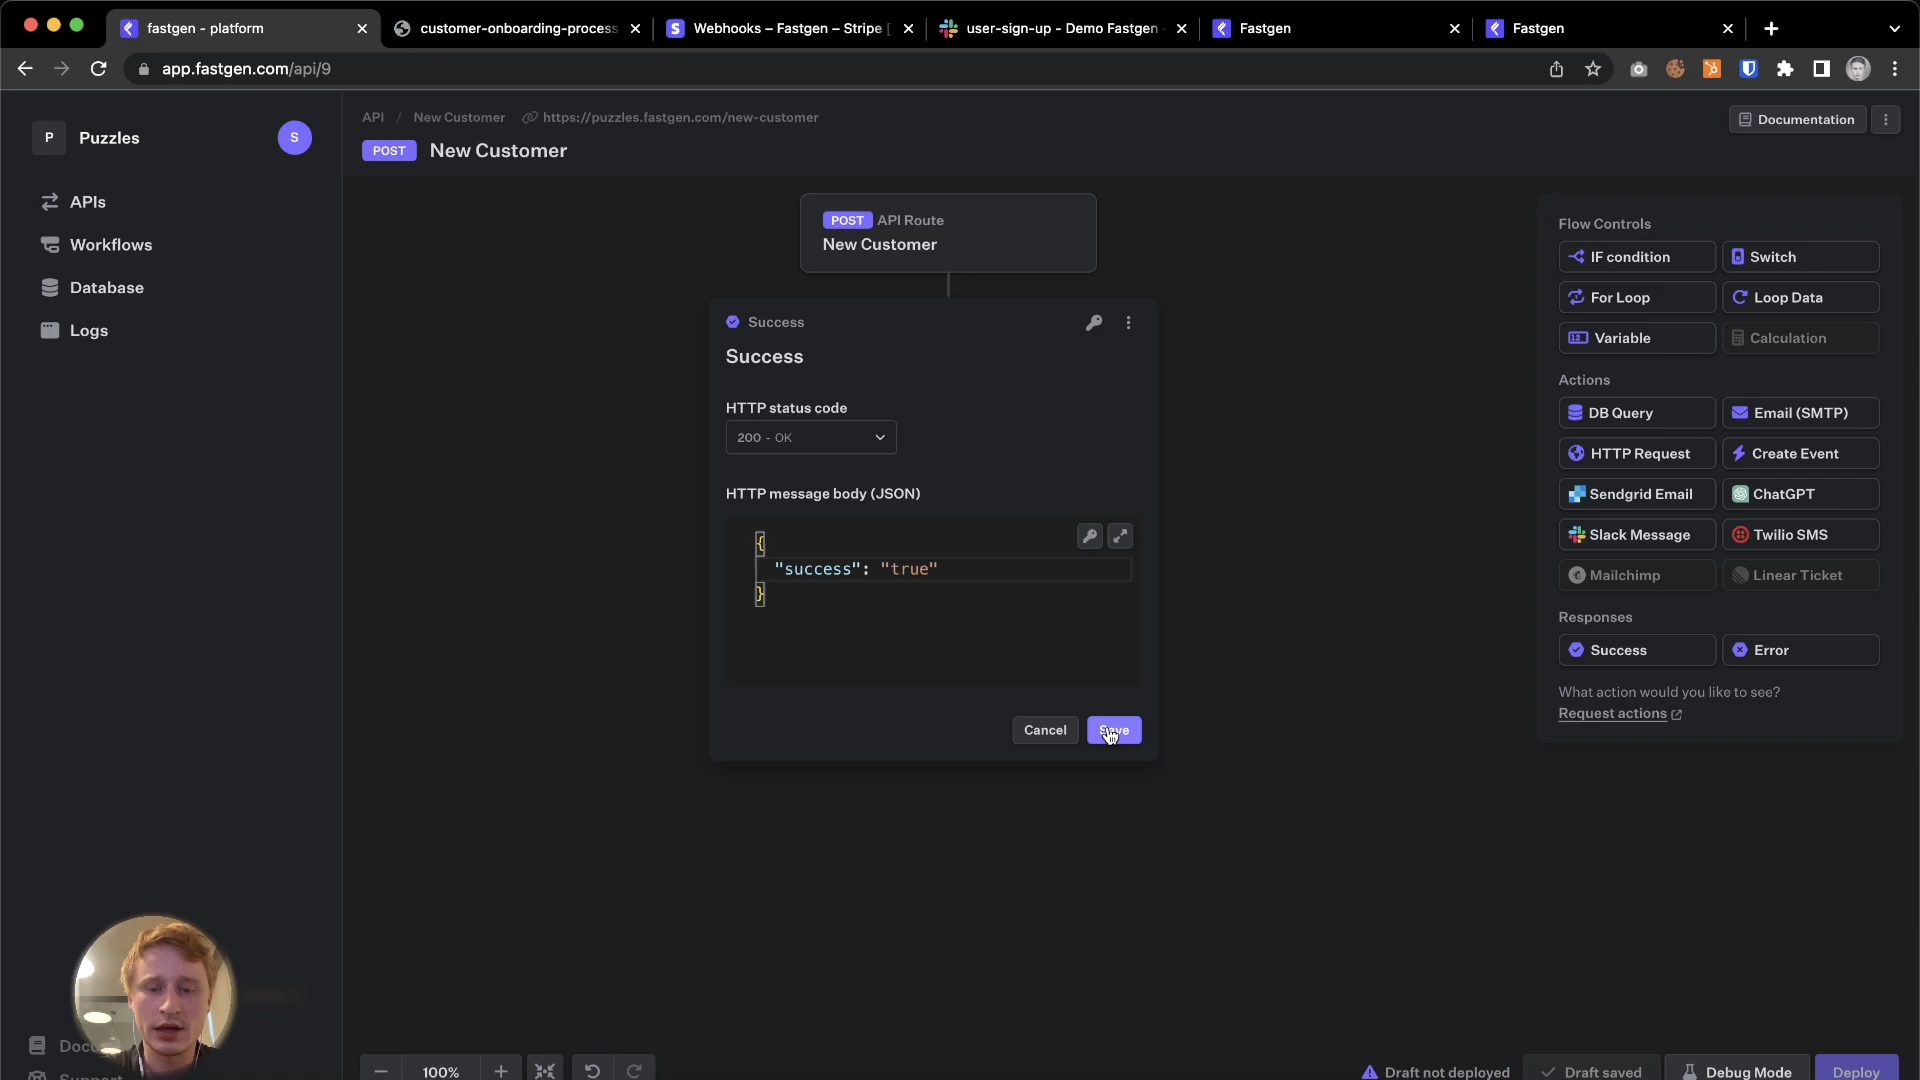 fastgen - platform
customer-onboarding-process
Webhooks – Fastgen – Stripe [
user-sign-up - Demo Fastgen
Fastgen
Fastgen
app.fastgen.com/api/9
P
Puzzles
S
APIs
Workflows
Database
Logs
API / New Customer https://puzzles.fastgen.com/new-customer
POST New Customer
Documentation
POST API Route
New Customer
Success
Success
HTTP status code
200 - OK
HTTP message body (JSON)
{
"success": "true"
}
Cancel
Save
Flow Controls
IF condition
Switch
For Loop
Loop Data
Variable
Calculation
Actions
DB Query
Email (SMTP)
HTTP Request
Create Event
Sendgrid Email
ChatGPT
Slack Message
Twilio SMS
Mailchimp
Linear Ticket
Responses
Success
Error
What action would you like to see?
Request actions
100%
Draft not deployed
Draft saved
Debug Mode
Deploy